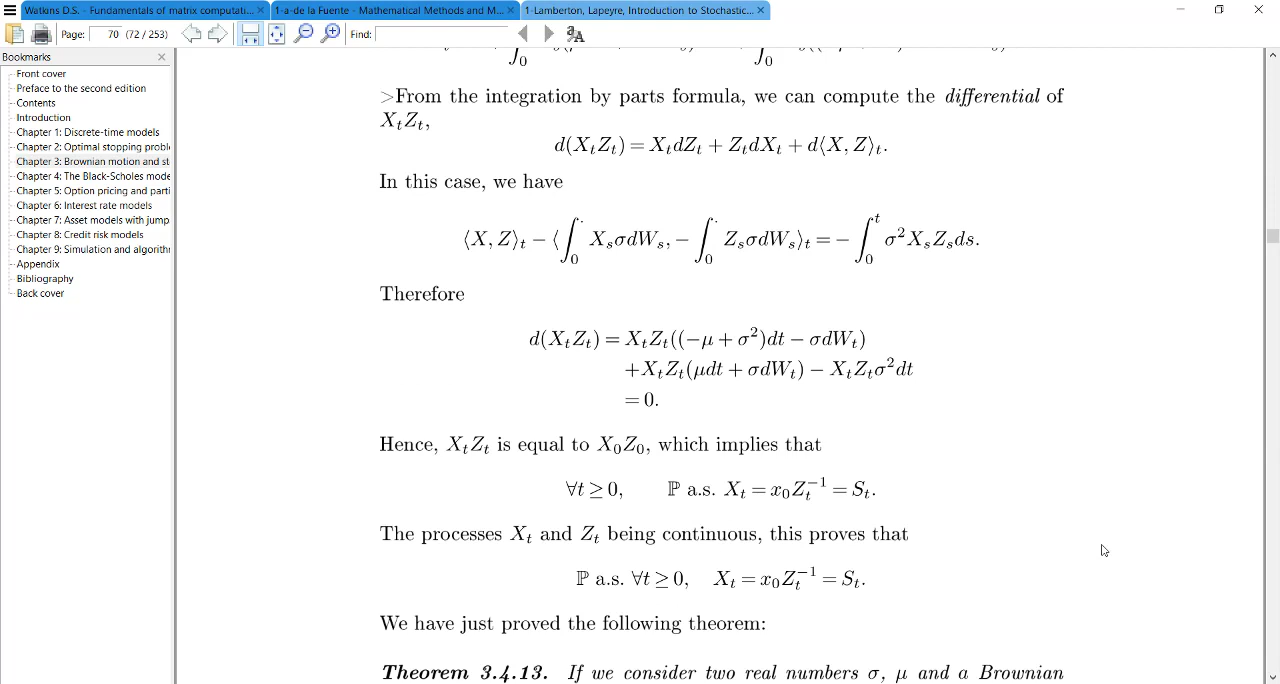 Watkins D.S. - Fundamentals of matrix computati... 1-a-de la Fuente - Mathematical Methods and M... 1-Lamberton, Lapeyre, Introduction to Stochastic...
Page: 70 (72 / 253) Find:
Bookmarks
Front cover
Preface to the second edition
Contents
Introduction
Chapter 1: Discrete-time models
Chapter 2: Optimal stopping probl
Chapter 3: Brownian motion and st
Chapter 4: The Black-Scholes mode
Chapter 5: Option pricing and parti
Chapter 6: Interest rate models
Chapter 7: Asset models with jump
Chapter 8: Credit risk models
Chapter 9: Simulation and algorithr
Appendix
Bibliography
Back cover
>From the integration by parts formula, we can compute the differential of
X_tZ_t,
d(X_tZ_t) = X_tdZ_t + Z_tdX_t + d⟨X, Z⟩_t.
In this case, we have
⟨X, Z⟩_t − ⟨∫_0^· X_sσdW_s, − ∫_0^· Z_sσdW_s⟩_t = − ∫_0^t σ²X_sZ_sds.
Therefore
d(X_tZ_t) = X_tZ_t((−μ + σ²)dt − σdW_t)
+X_tZ_t(μdt + σdW_t) − X_tZ_tσ²dt
= 0.
Hence, X_tZ_t is equal to X_0Z_0, which implies that
∀t ≥ 0, ℙ a.s. X_t = x_0Z_t^{−1} = S_t.
The processes X_t and Z_t being continuous, this proves that
ℙ a.s. ∀t ≥ 0, X_t = x_0Z_t^{−1} = S_t.
We have just proved the following theorem:
Theorem 3.4.13. If we consider two real numbers σ, μ and a Brownian